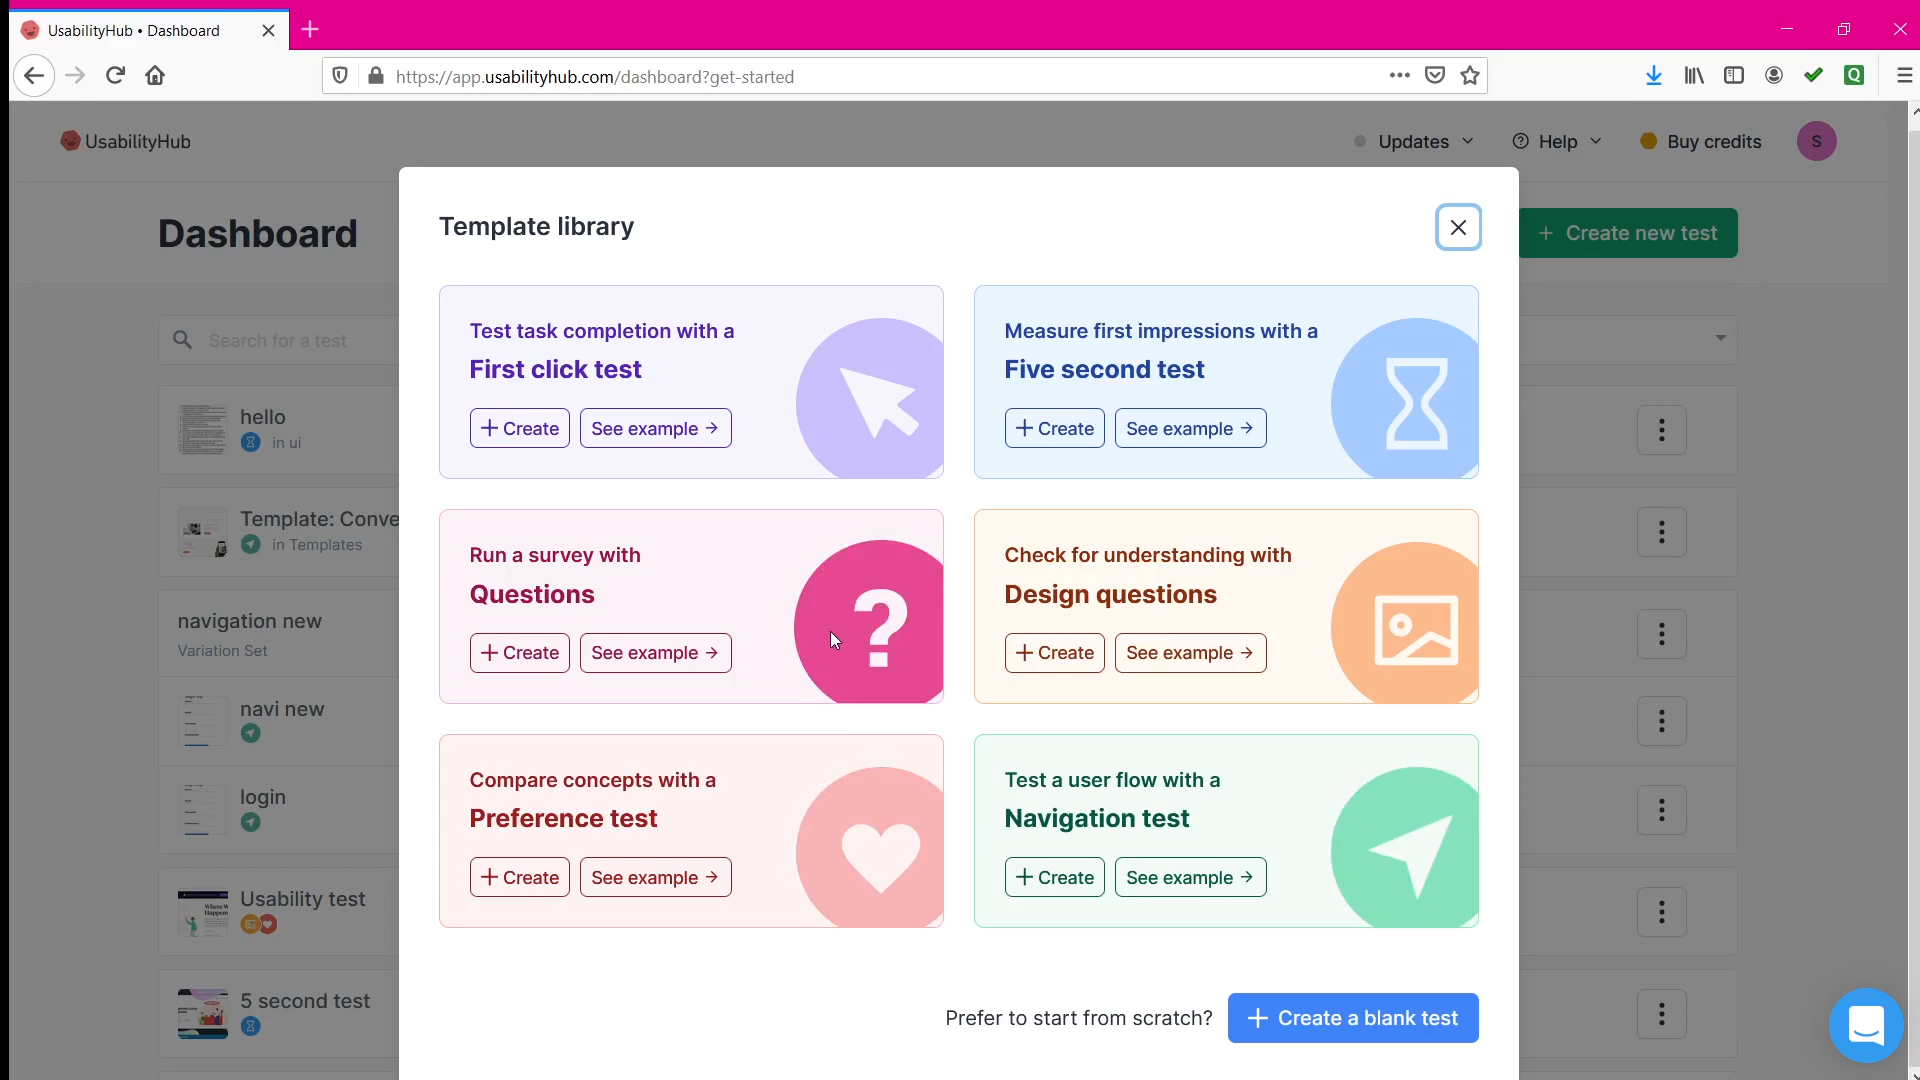 UsabilityHub • Dashboard
https://app.usabilityhub.com/dashboard?get-started
UsabilityHub
Updates
Help
Buy credits
S
Dashboard
Create new test
Search for a test
hello
in ui
Template: Conve
in Templates
navigation new
Variation Set
navi new
login
Usability test
5 second test
Template library
Test task completion with a
First click test
+ Create
See example →
Measure first impressions with a
Five second test
+ Create
See example →
Run a survey with
Questions
?
+ Create
See example →
Check for understanding with
Design questions
+ Create
See example →
Compare concepts with a
Preference test
+ Create
See example →
Test a user flow with a
Navigation test
+ Create
See example →
Prefer to start from scratch?
+ Create a blank test